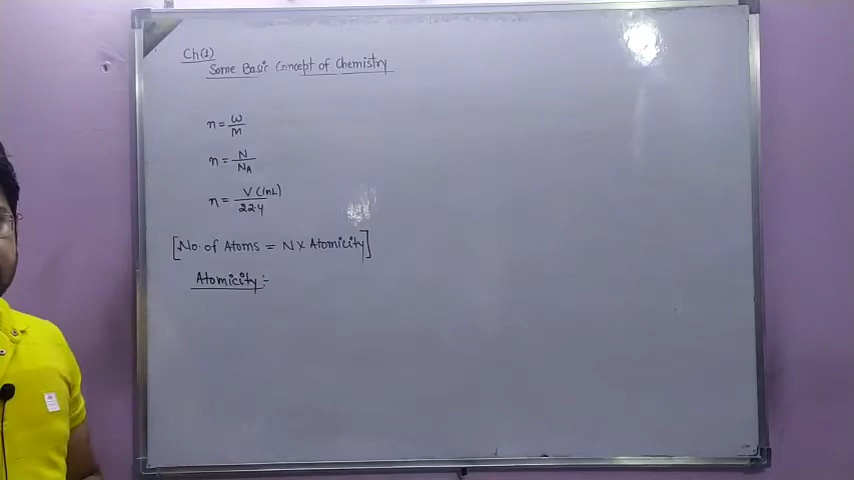 Ch(1)
Some Basic Concept of Chemistry
n = W/M
n = N/NA
n = V(inL)/22.4
[No. of Atoms = N x Atomicity]
Atomicity :-